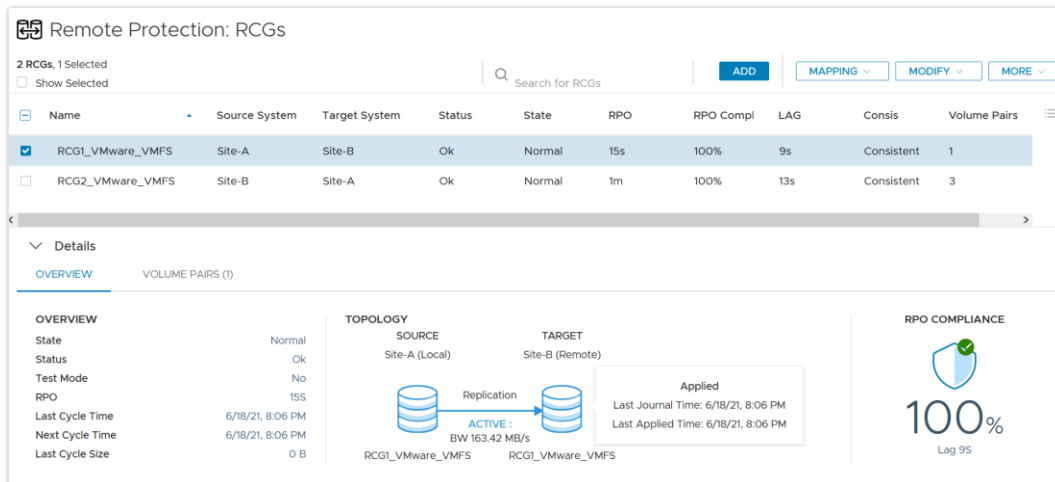 Remote Protection: RCGs
2 RCGs, 1 Selected
Show Selected
Search for RCGs
ADD
MAPPING
MODIFY
MORE
Name Source System Target System Status State RPO RPO Compl LAG Consis Volume Pairs
RCG1_VMware_VMFS Site-A Site-B Ok Normal 15s 100% 9s Consistent 1
RCG2_VMware_VMFS Site-B Site-A Ok Normal 1m 100% 13s Consistent 3
Details
OVERVIEW VOLUME PAIRS (1)
OVERVIEW
State Normal
Status Ok
Test Mode No
RPO 15S
Last Cycle Time 6/18/21, 8:06 PM
Next Cycle Time 6/18/21, 8:06 PM
Last Cycle Size 0 B
TOPOLOGY
SOURCE TARGET
Site-A (Local) Site-B (Remote)
Replication
ACTIVE :
BW 163.42 MB/s
RCG1_VMware_VMFS RCG1_VMware_VMFS
Applied
Last Journal Time: 6/18/21, 8:06 PM
Last Applied Time: 6/18/21, 8:06 PM
RPO COMPLIANCE
100%
Lag 9S